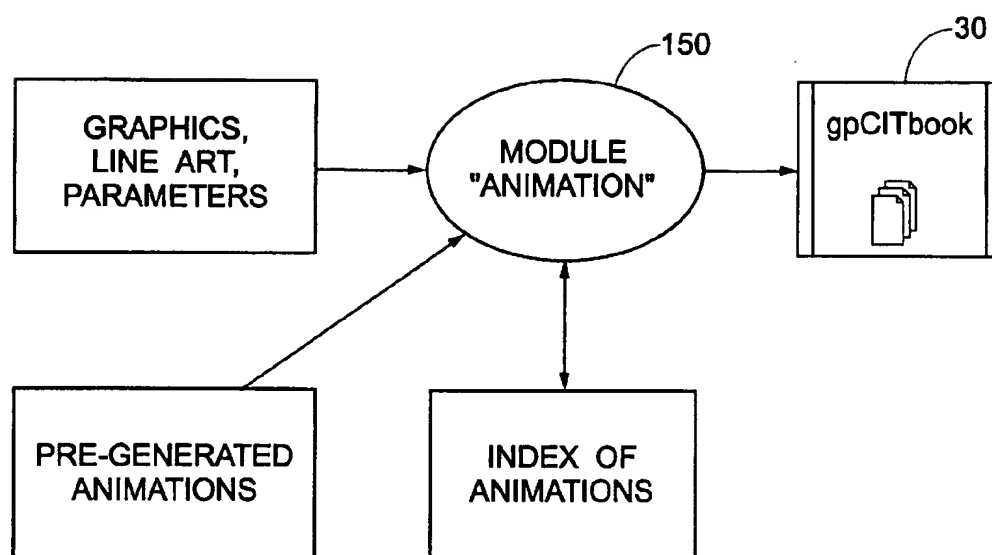 150
30
GRAPHICS,
LINE ART,
PARAMETERS
MODULE
"ANIMATION"
gpCITbook
PRE-GENERATED
ANIMATIONS
INDEX OF
ANIMATIONS